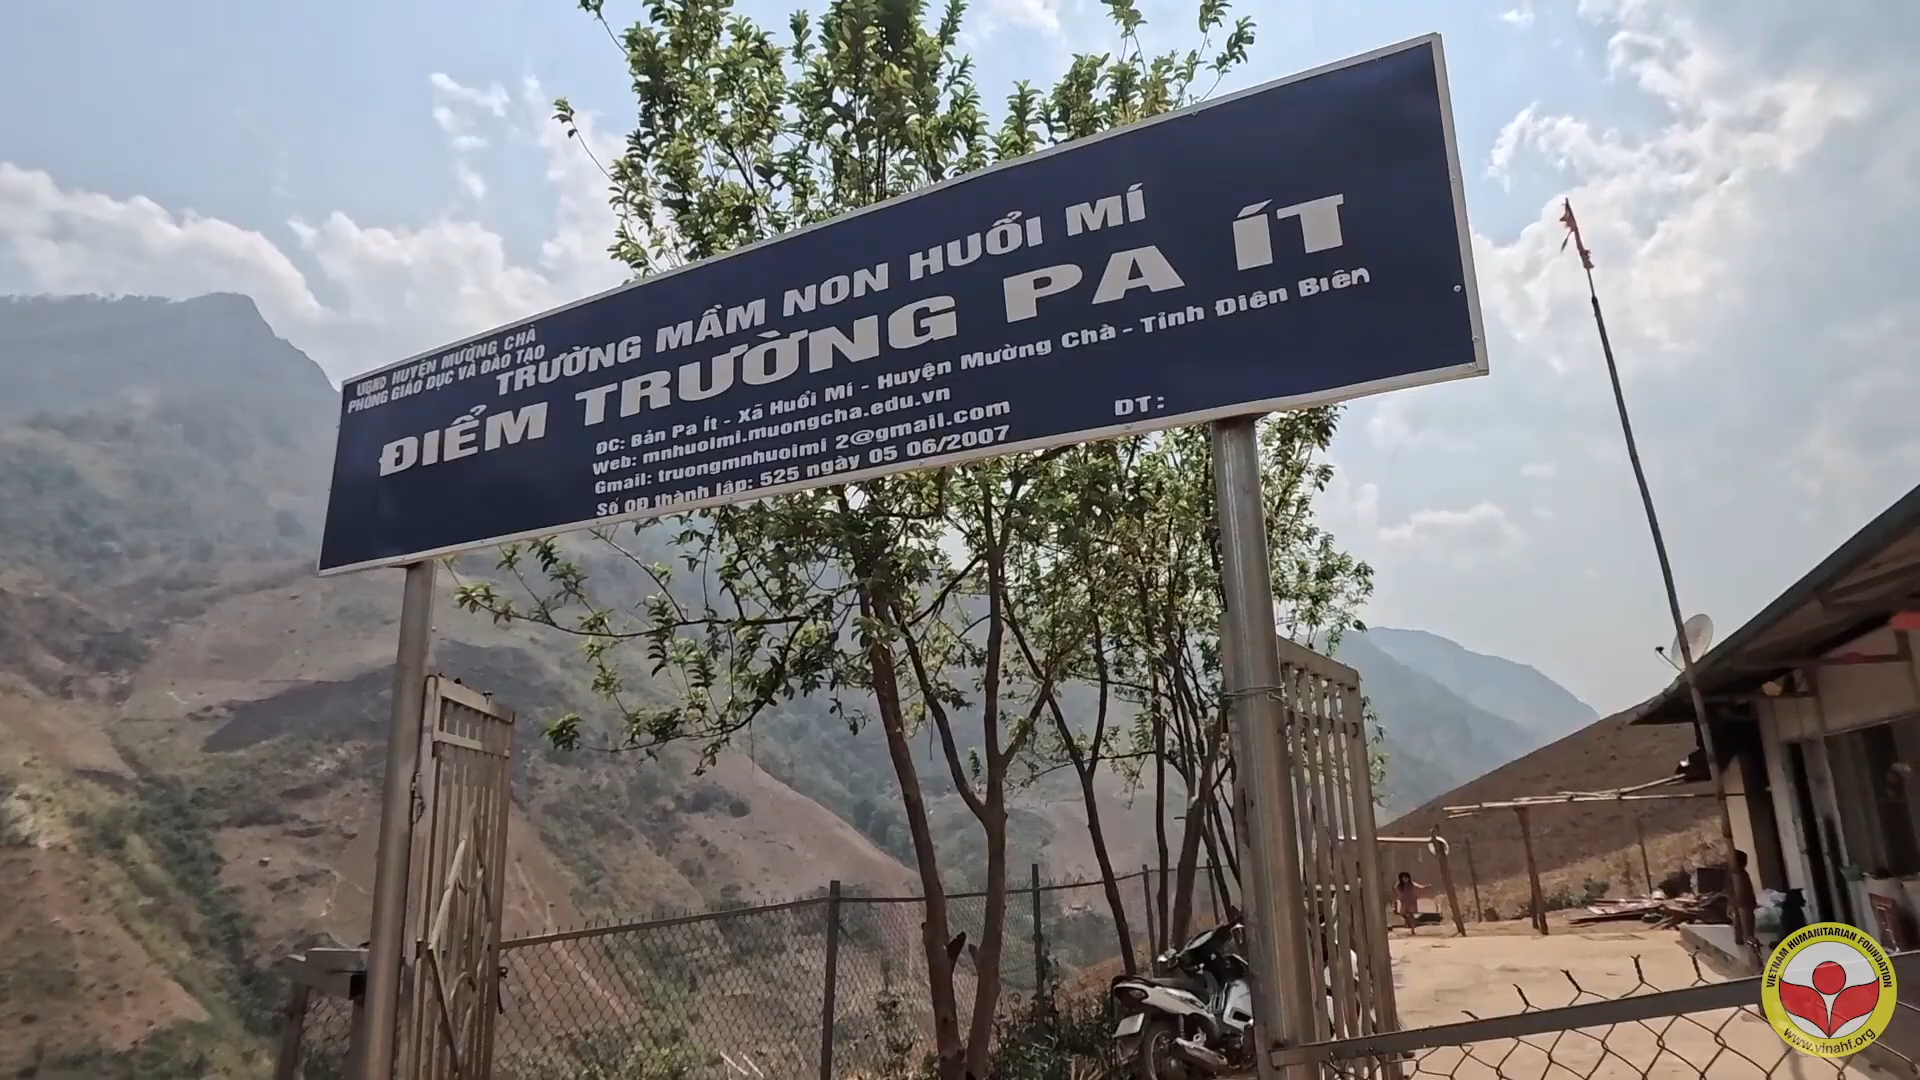 UBND HUYỆN MƯỜNG CHÀ
PHÒNG GIÁO DỤC VÀ ĐÀO TẠO
TRƯỜNG MẦM NON HUỔI MÍ
ĐIỂM TRƯỜNG PA ÍT
ĐC: Bản Pa Ít - Xã Huổi Mí - Huyện Mường Chà - Tỉnh Điện Biên
Web: mnhuoimi.muongcha.edu.vn
Gmail: truongmnhuoimi 2@gmail.com
DT:
Số QĐ thành lập: 525 ngày 05 06/2007
VIETNAM HUMANITARIAN FOUNDATION
www.vinahf.org